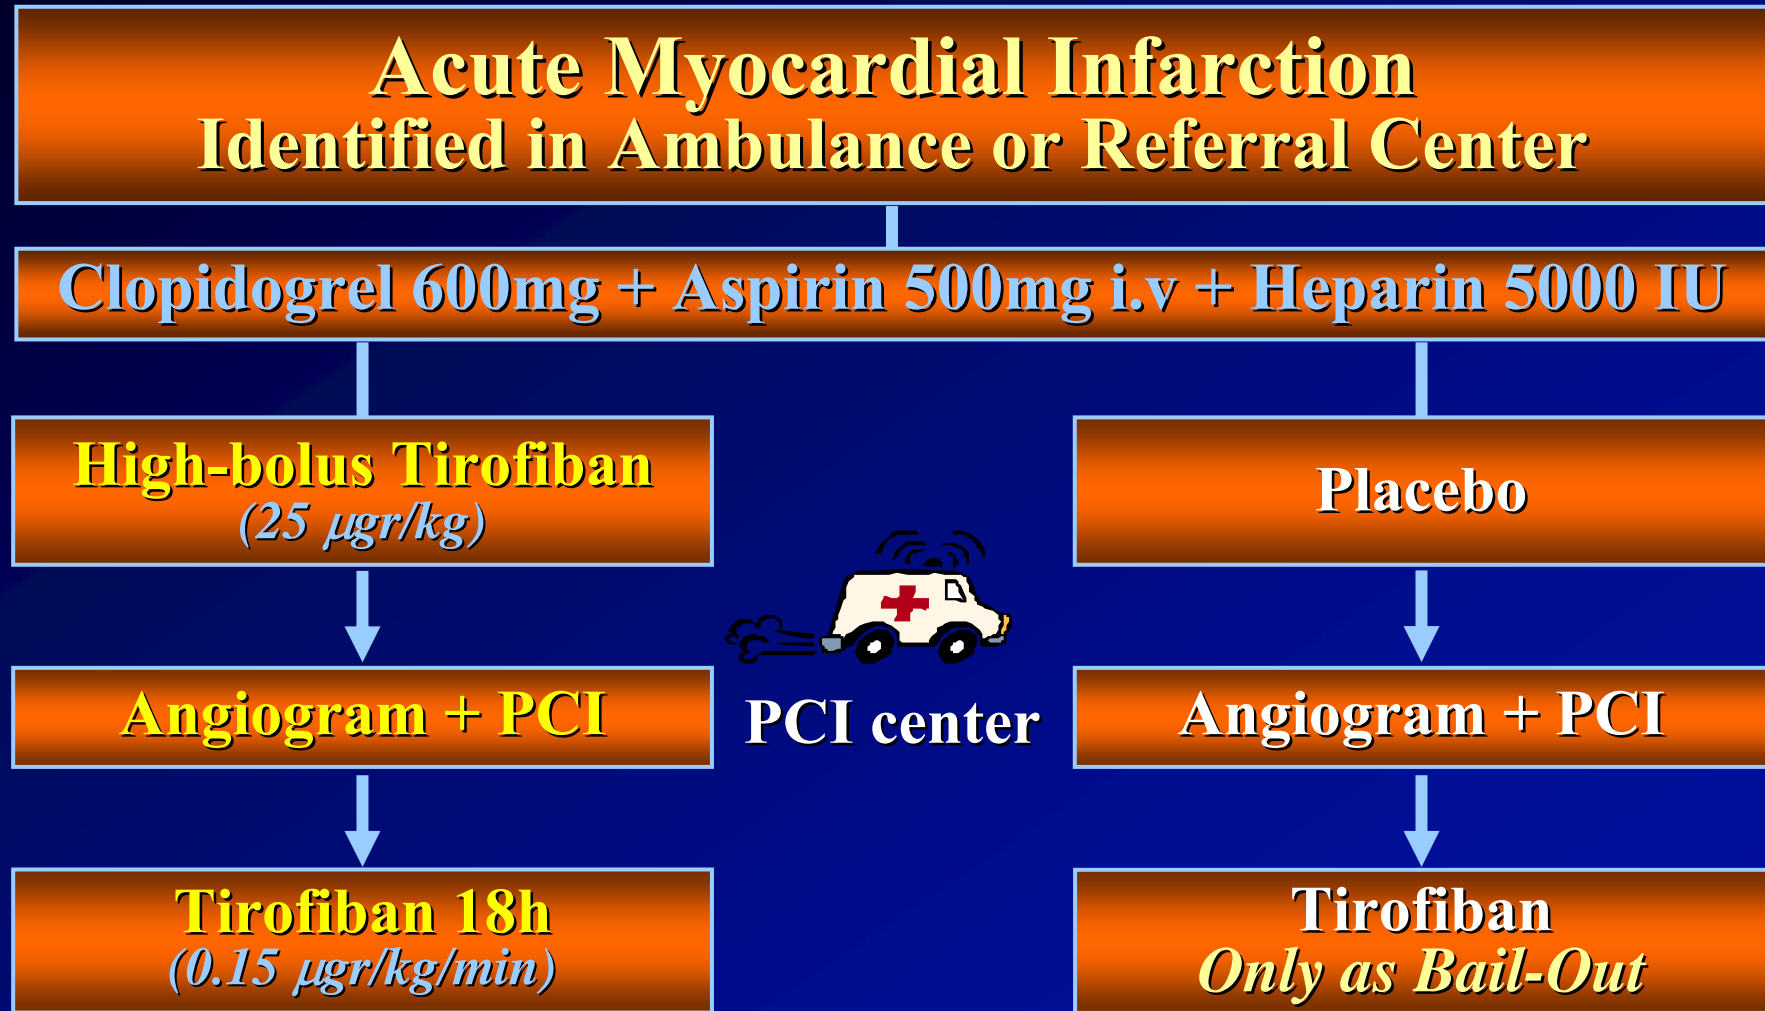 Acute Myocardial Infarction
Identified in Ambulance or Referral Center
Clopidogrel 600mg + Aspirin 500mg i.v + Heparin 5000 IU
High-bolus Tirofiban
(25 μgr/kg)
Placebo
Angiogram + PCI
PCI center
Angiogram + PCI
Tirofiban 18h
(0.15 μgr/kg/min)
Tirofiban
Only as Bail-Out